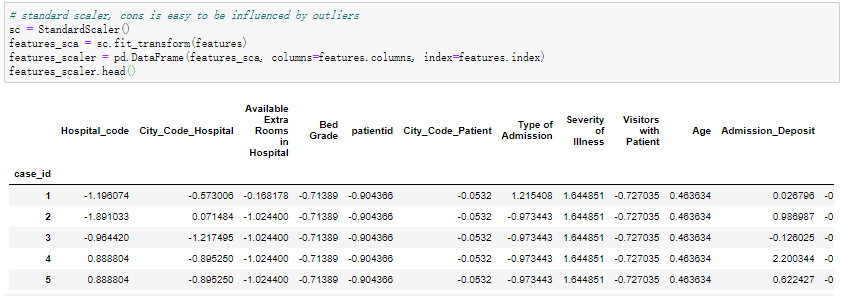 # standard scaler, cons is easy to be influenced by outliers
sc = StandardScaler()
features_sca = sc.fit_transform(features)
features_scaler = pd.DataFrame(features_sca, columns=features.columns, index=features.index)
features_scaler.head()
Hospital_code City_Code_Hospital Available Extra Rooms in Hospital Bed Grade patientid City_Code_Patient Type of Admission Severity of Illness Visitors with Patient Age Admission_Deposit
case_id
1 -1.196074 -0.573006 -0.168178 -0.71389 -0.904366 -0.0532 1.215408 1.644851 -0.727035 0.463634 0.026796 -0
2 -1.891033 0.071484 -1.024400 -0.71389 -0.904366 -0.0532 -0.973443 1.644851 -0.727035 0.463634 0.986987 -0
3 -0.964420 -1.217495 -1.024400 -0.71389 -0.904366 -0.0532 -0.973443 1.644851 -0.727035 0.463634 -0.126025 -0
4 0.888804 -0.895250 -1.024400 -0.71389 -0.904366 -0.0532 -0.973443 1.644851 -0.727035 0.463634 2.200344 -0
5 0.888804 -0.895250 -1.024400 -0.71389 -0.904366 -0.0532 -0.973443 1.644851 -0.727035 0.463634 0.622427 -0